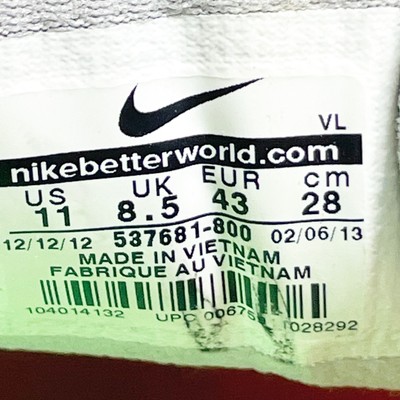 VL
nikebetterworld.com
US UK EUR cm
11 8.5 43 28
12/12/12 537681-800 02/06/13
MADE IN VIETNAM
FABRIQUE AU VIETNAM
104014132 UPC 028292